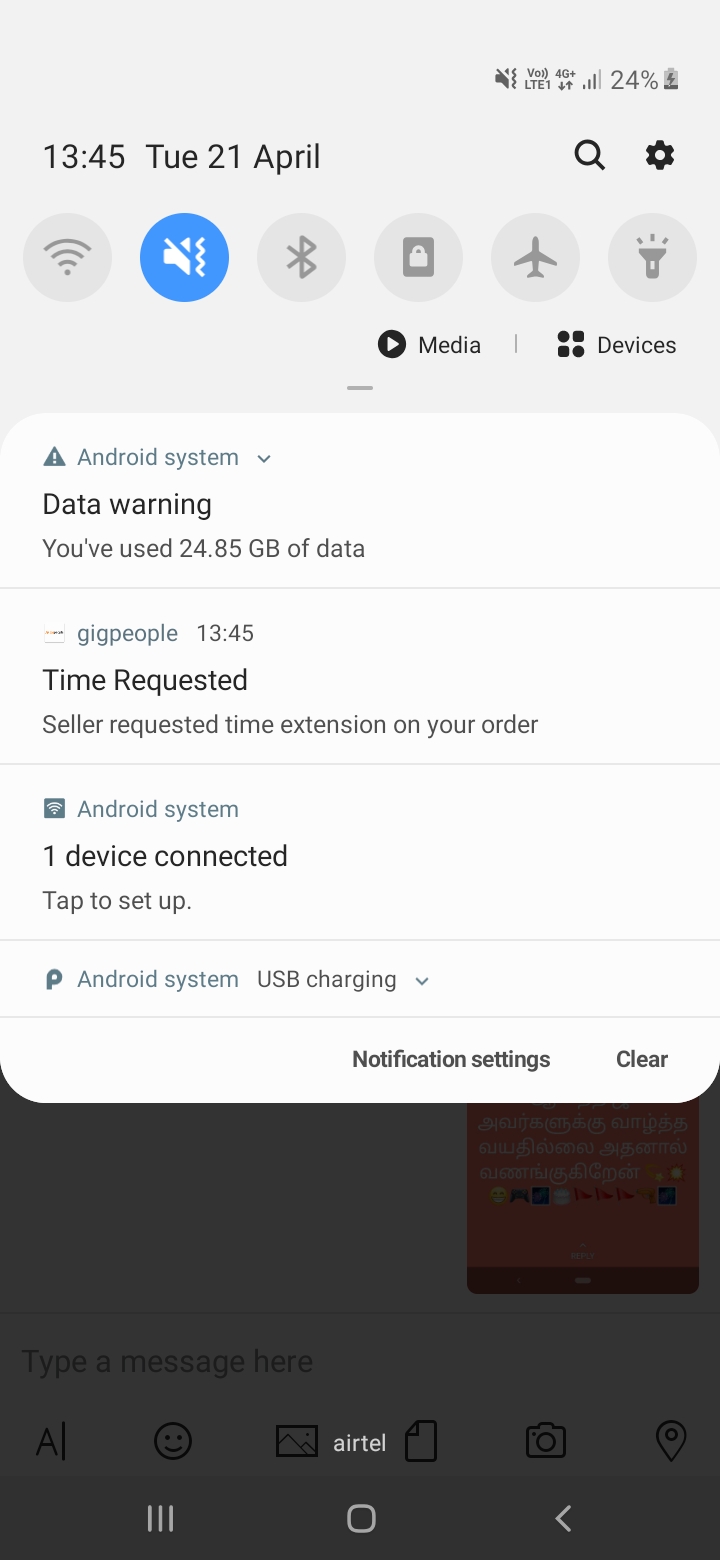 Vo)) 4G+ 24%
LTE1
13:45 Tue 21 April
Media | Devices
Android system
Data warning
You've used 24.85 GB of data
gigpeople 13:45
Time Requested
Seller requested time extension on your order
Android system
1 device connected
Tap to set up.
Android system USB charging
Notification settings Clear
அவர்களுக்கு வாழ்த்த
வயதில்லை அதனால்
வணங்குகிறேன்
REPLY
Type a message here
A
airtel